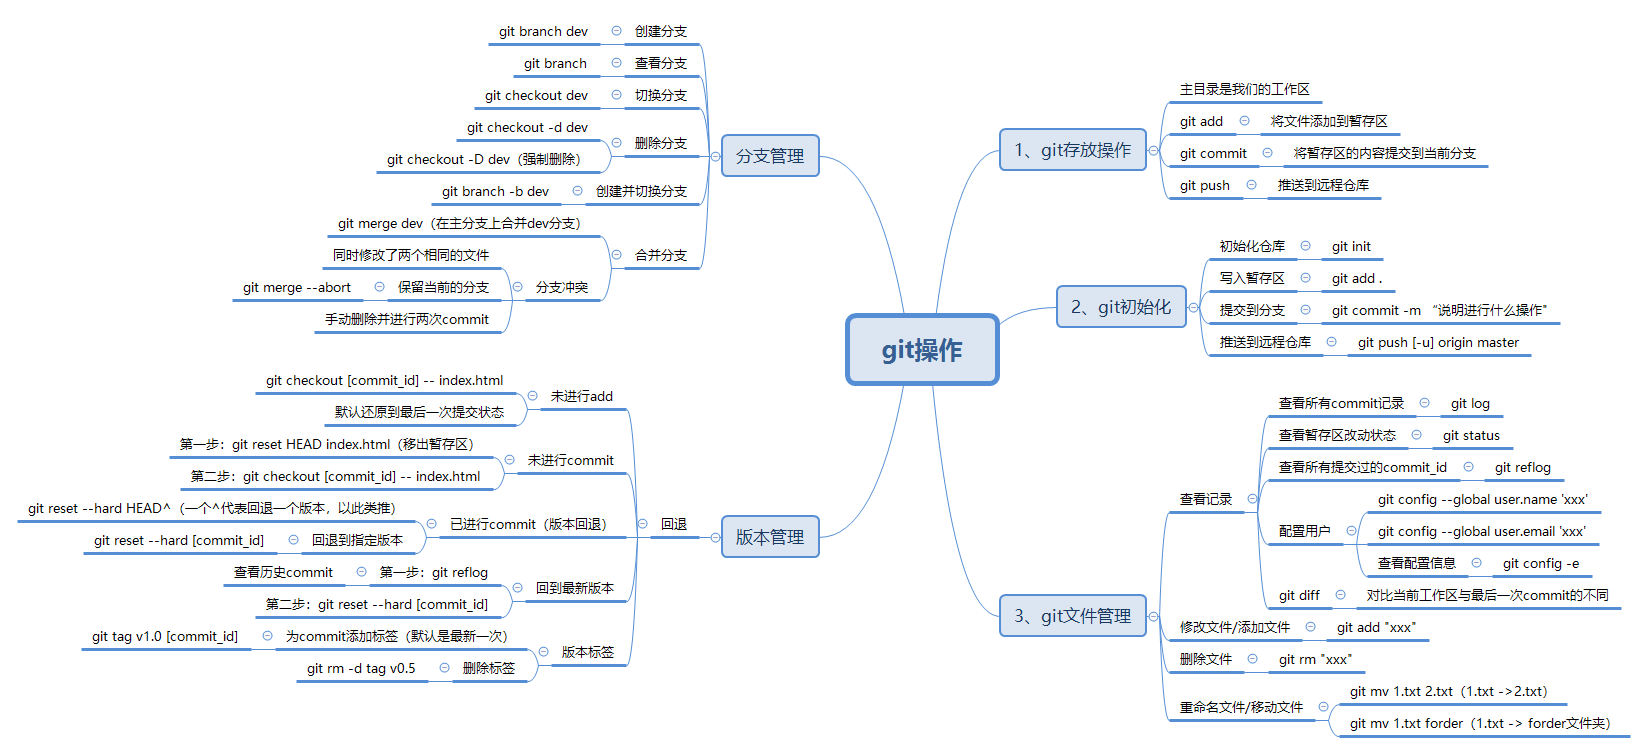 git操作
1、git存放操作
主目录是我们的工作区
git add
将文件添加到暂存区
git commit
将暂存区的内容提交到当前分支
git push
推送到远程仓库
2、git初始化
初始化仓库
git init
写入暂存区
git add .
提交到分支
git commit -m “说明进行什么操作"
推送到远程仓库
git push [-u] origin master
3、git文件管理
查看记录
查看所有commit记录
git log
查看暂存区改动状态
git status
查看所有提交过的commit_id
git reflog
配置用户
git config --global user.name 'xxx'
git config --global user.email 'xxx'
查看配置信息
git config -e
git diff
对比当前工作区与最后一次commit的不同
修改文件/添加文件
git add "xxx"
删除文件
git rm "xxx"
重命名文件/移动文件
git mv 1.txt 2.txt（1.txt ->2.txt）
git mv 1.txt forder（1.txt -> forder文件夹）
分支管理
创建分支
git branch dev
查看分支
git branch
切换分支
git checkout dev
删除分支
git checkout -d dev
git checkout -D dev（强制删除）
创建并切换分支
git branch -b dev
合并分支
git merge dev（在主分支上合并dev分支）
分支冲突
同时修改了两个相同的文件
保留当前的分支
git merge --abort
手动删除并进行两次commit
版本管理
回退
未进行add
git checkout [commit_id] -- index.html
默认还原到最后一次提交状态
未进行commit
第一步：git reset HEAD index.html（移出暂存区）
第二步：git checkout [commit_id] -- index.html
已进行commit（版本回退）
git reset --hard HEAD^（一个^代表回退一个版本，以此类推）
回退到指定版本
git reset --hard [commit_id]
回到最新版本
第一步：git reflog
查看历史commit
第二步：git reset --hard [commit_id]
版本标签
为commit添加标签（默认是最新一次）
git tag v1.0 [commit_id]
删除标签
git rm -d tag v0.5